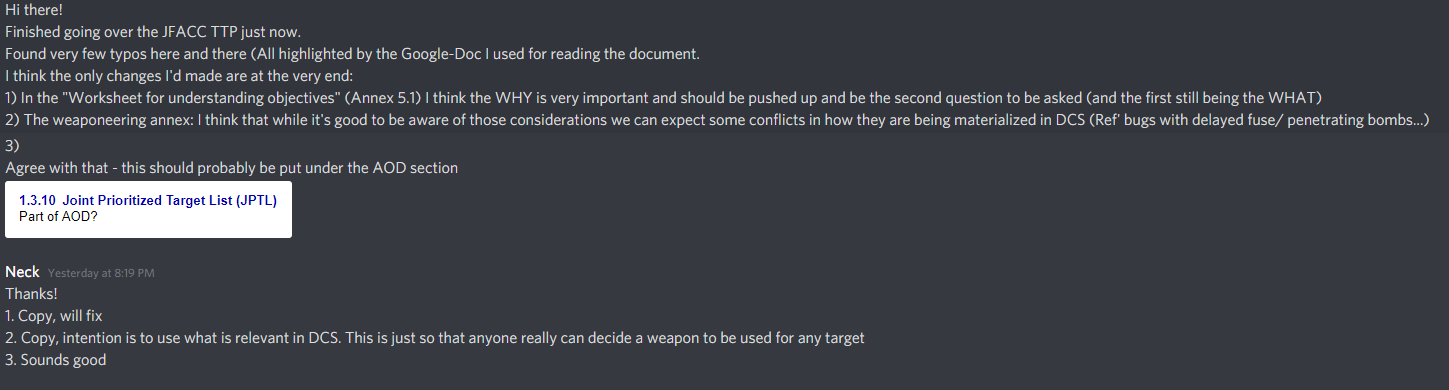 Hi there!
Finished going over the JFACC TTP just now.
Found very few typos here and there (All highlighted by the Google-Doc I used for reading the document.
I think the only changes I'd made are at the very end:
1) In the "Worksheet for understanding objectives" (Annex 5.1) I think the WHY is very important and should be pushed up and be the second question to be asked (and the first still being the WHAT)
2) The weaponeering annex: I think that while it's good to be aware of those considerations we can expect some conflicts in how they are being materialized in DCS (Ref' bugs with delayed fuse/ penetrating bombs...)
3)
Agree with that - this should probably be put under the AOD section
1.3.10 Joint Prioritized Target List (JPTL)
Part of AOD?
Neck Yesterday at 8:19 PM
Thanks!
1. Copy, will fix
2. Copy, intention is to use what is relevant in DCS. This is just so that anyone really can decide a weapon to be used for any target
3. Sounds good